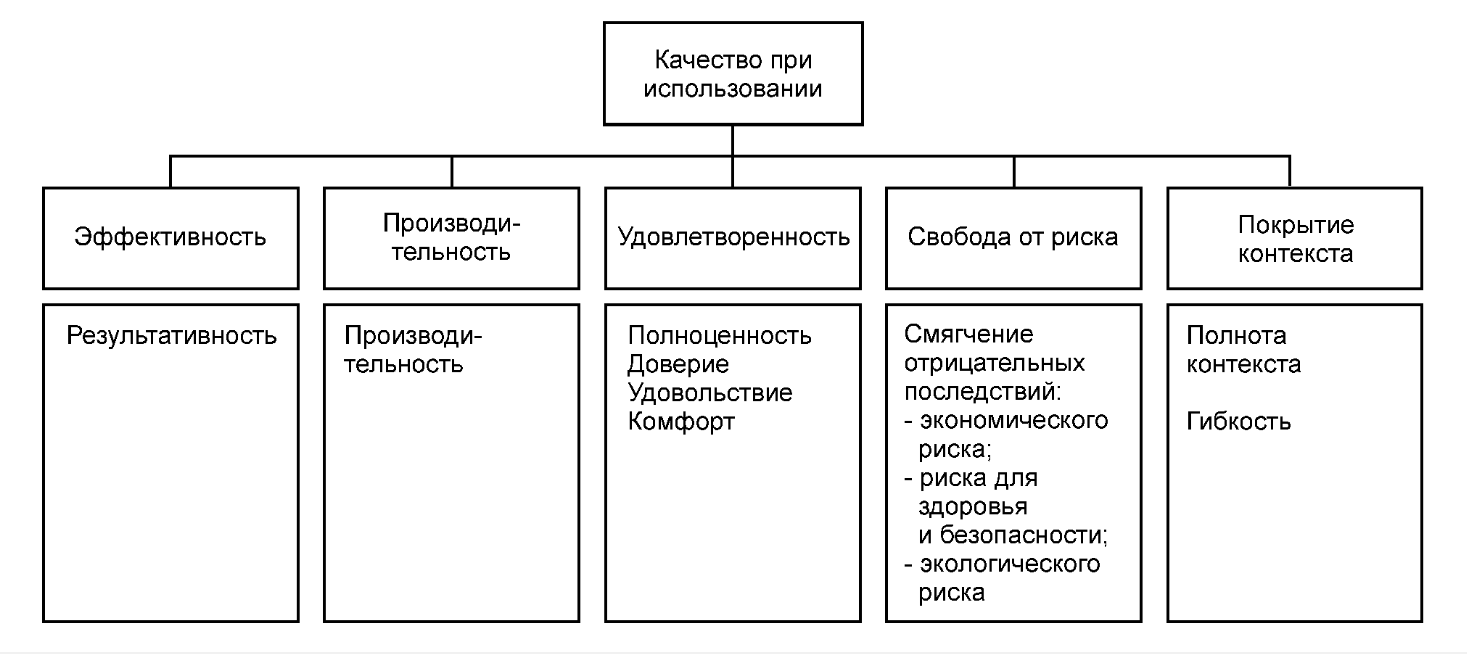 Качество при
использовании
Эффективность
Производи-
тельность
Удовлетворенность
Свобода от риска
Покрытие
контекста
Результативность
Производи-
тельность
Полноценность
Доверие
Удовольствие
Комфорт
Смягчение
отрицательных
последствий:
- экономического
риска;
- риска для
здоровья
и безопасности;
- экологического
риска
Полнота
контекста
Гибкость